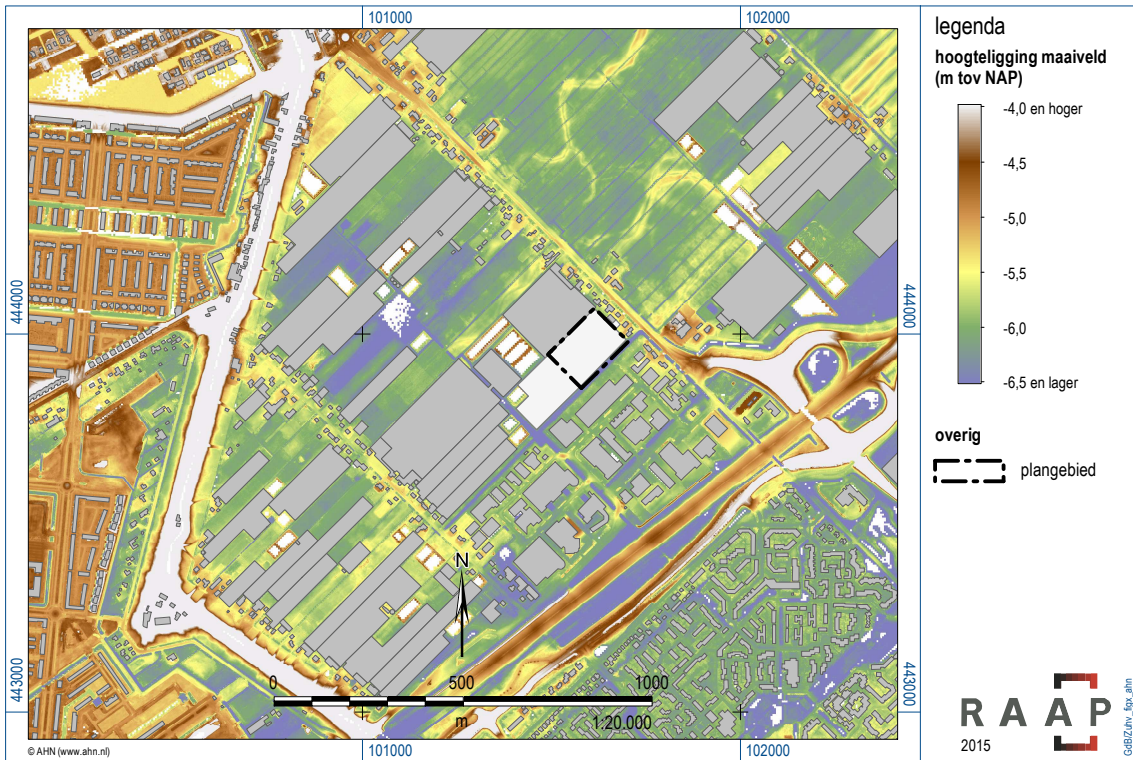 101000
102000
444000
444000
443000
443000
101000
102000
N
0
500
1000
m
1:20.000
© AHN (www.ahn.nl)
legenda
hoogteligging maaiveld
(m tov NAP)
-4,0 en hoger
-4,5
-5,0
-5,5
-6,0
-6,5 en lager
overig
plangebied
RAAP
2015
GdB/Zuhv_figx_ahn